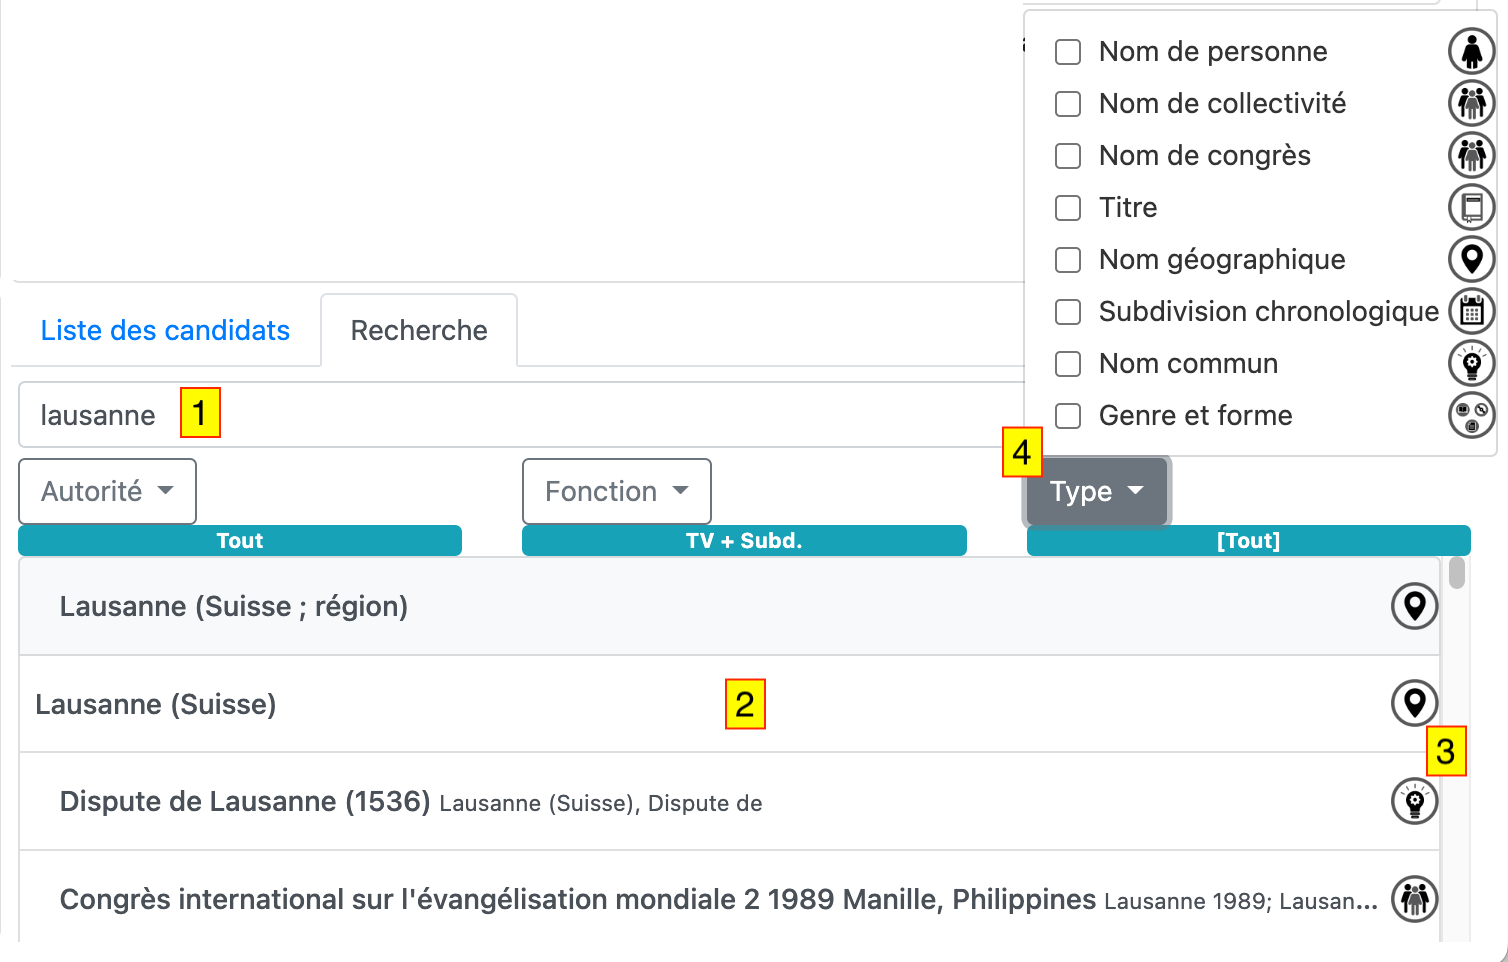 Nom de personne
Nom de collectivité
Nom de congrès
Titre
Nom géographique
Subdivision chronologique
Nom commun
Genre et forme
Liste des candidats
Recherche
lausanne 1
4
Autorité
Fonction
Type
Tout
TV + Subd.
[Tout]
Lausanne (Suisse ; région)
Lausanne (Suisse) 2
3
Dispute de Lausanne (1536) Lausanne (Suisse), Dispute de
Congrès international sur l'évangélisation mondiale 2 1989 Manille, Philippines Lausanne 1989; Lausan...